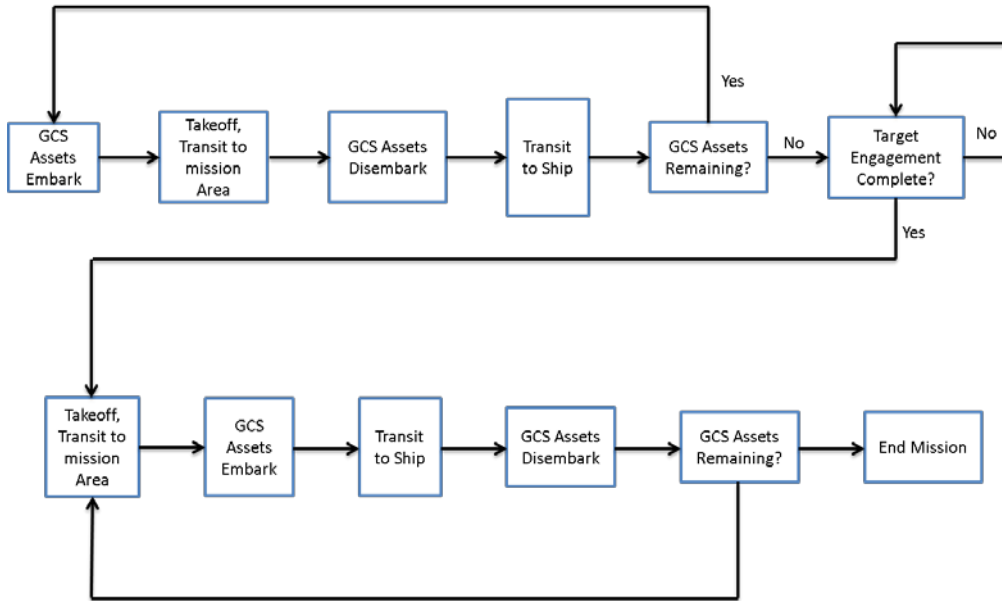 Yes
GCS
Assets
Embark
Takeoff,
Transit to
mission
Area
GCS Assets
Disembark
Transit
to Ship
GCS Assets
Remaining?
No
Target
Engagement
Complete?
No
Yes
Takeoff,
Transit to
mission
Area
GCS
Assets
Embark
Transit
to Ship
GCS Assets
Disembark
GCS Assets
Remaining?
End Mission